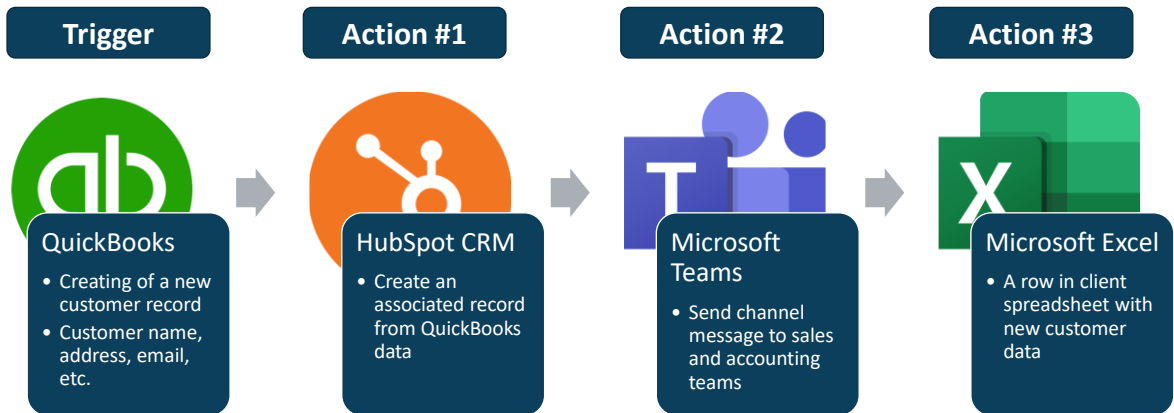 Trigger
Action #1
Action #2
Action #3
qb
T
X
QuickBooks
• Creating of a new
customer record
• Customer name,
address, email,
etc.
HubSpot CRM
• Create an
associated record
from QuickBooks
data
Microsoft
Teams
• Send channel
message to sales
and accounting
teams
Microsoft Excel
• A row in client
spreadsheet with
new customer
data